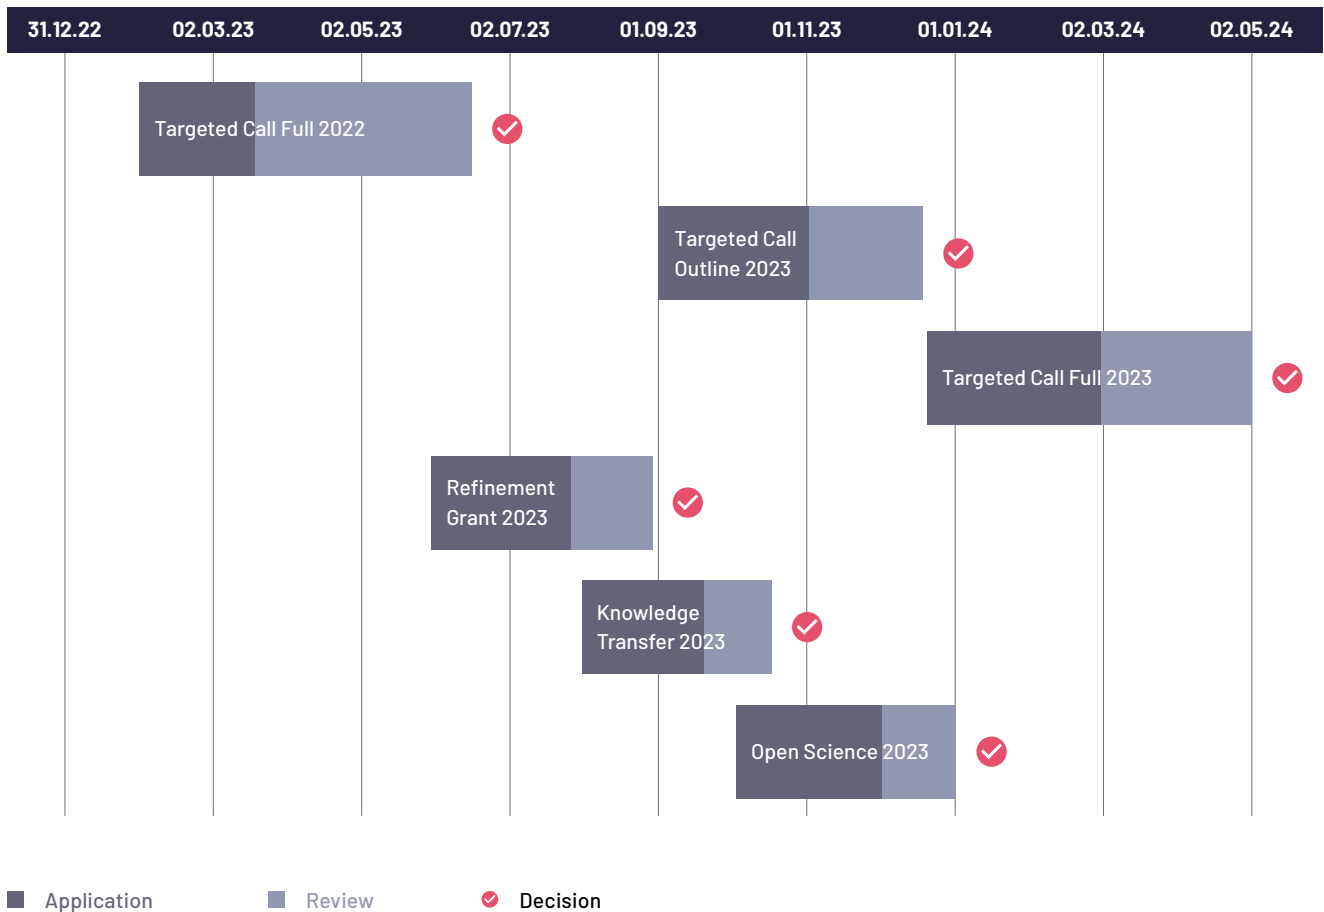 31.12.22 02.03.23 02.05.23 02.07.23 01.09.23 01.11.23 01.01.24 02.03.24 02.05.24
Targeted Call Full 2022
Targeted Call
Outline 2023
Targeted Call Full 2023
Refinement
Grant 2023
Knowledge
Transfer 2023
Open Science 2023
Application Review Decision